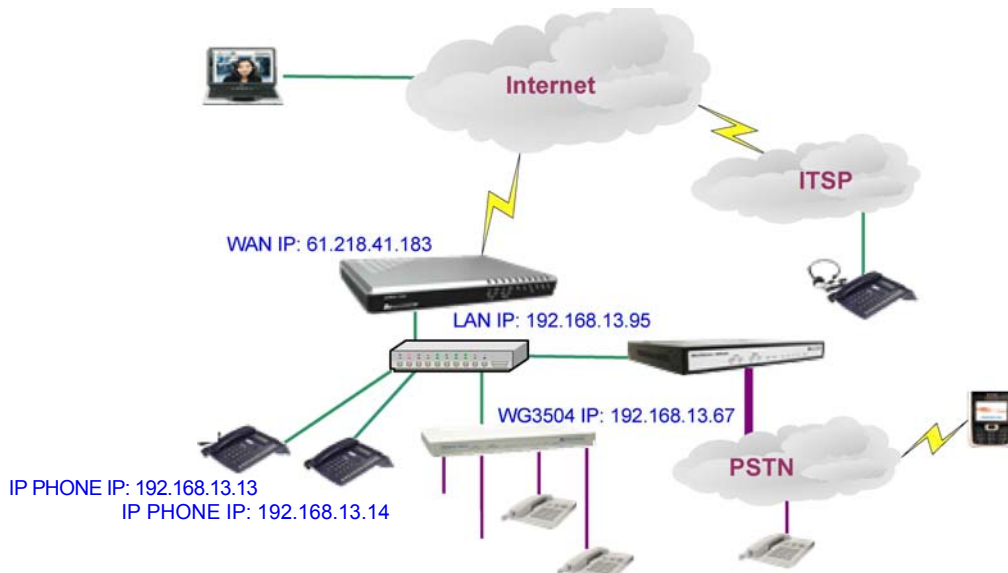 Internet
ITSP
WAN IP: 61.218.41.183
LAN IP: 192.168.13.95
WG3504 IP: 192.168.13.67
PSTN
IP PHONE IP: 192.168.13.13
IP PHONE IP: 192.168.13.14